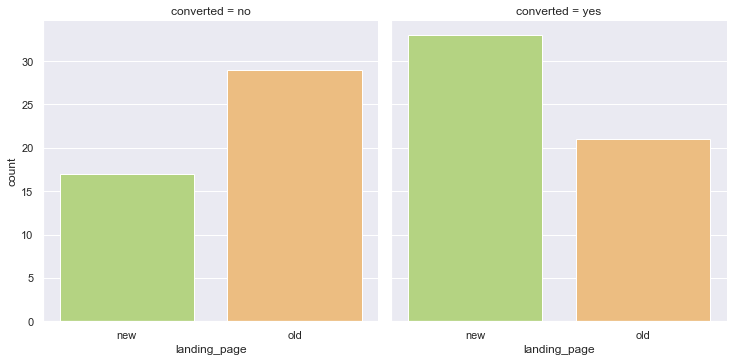 converted = no
converted = yes
count
30
25
20
15
10
5
0
new
old
new
old
landing_page
landing_page